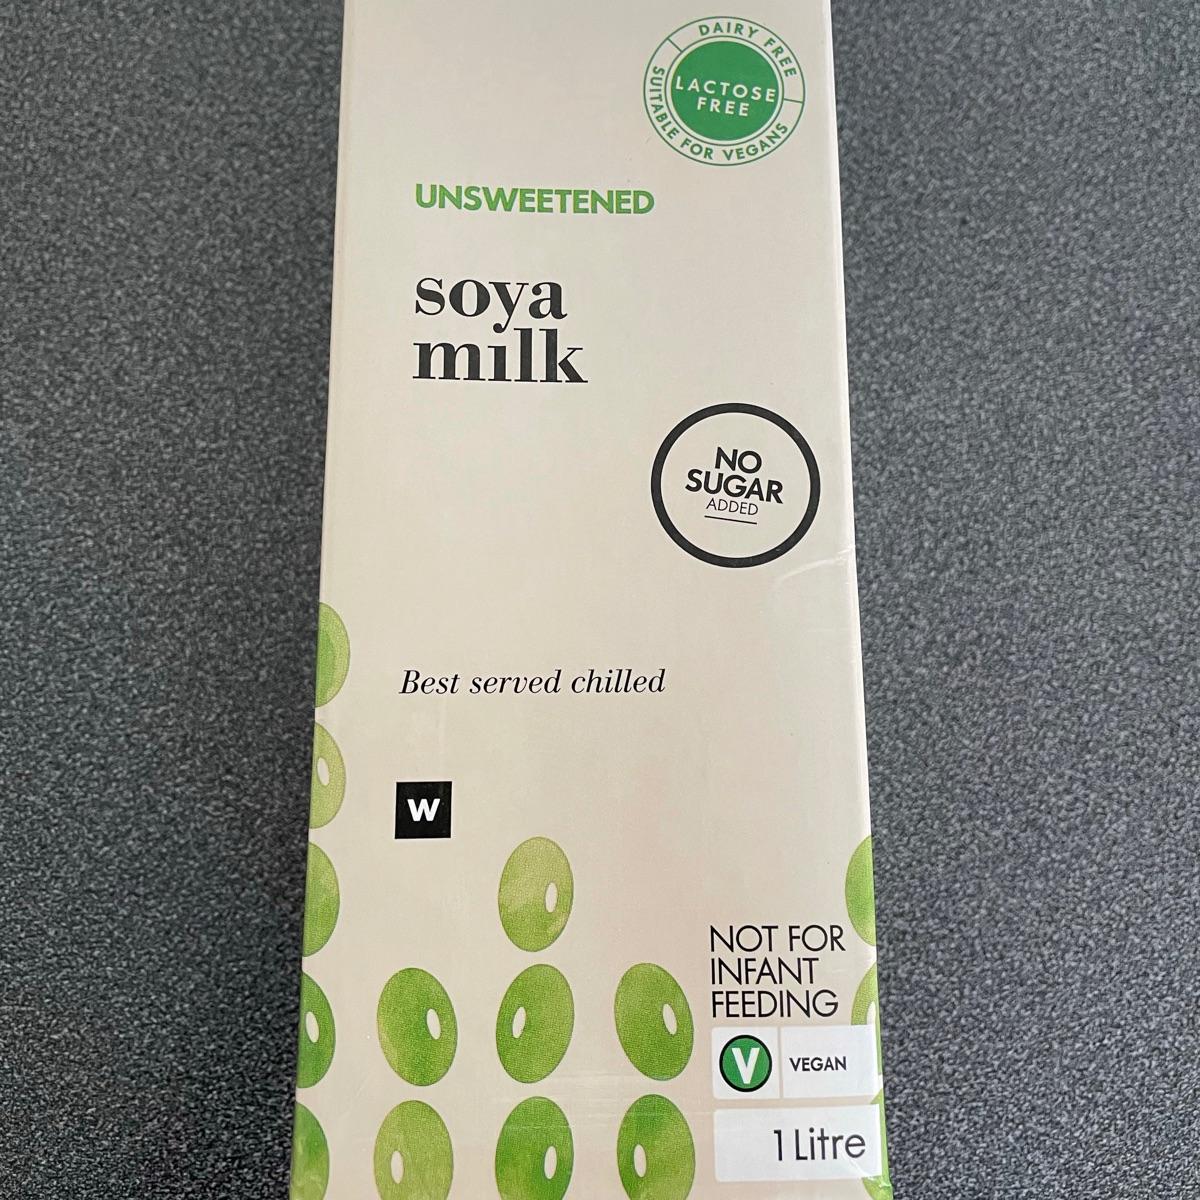 DAIRY FREE
LACTOSE
FREE
SUITABLE FOR VEGANS
UNSWEETENED
soya
milk
NO
SUGAR
ADDED
Best served chilled
W
NOT FOR
INFANT
FEEDING
V VEGAN
1 Litre